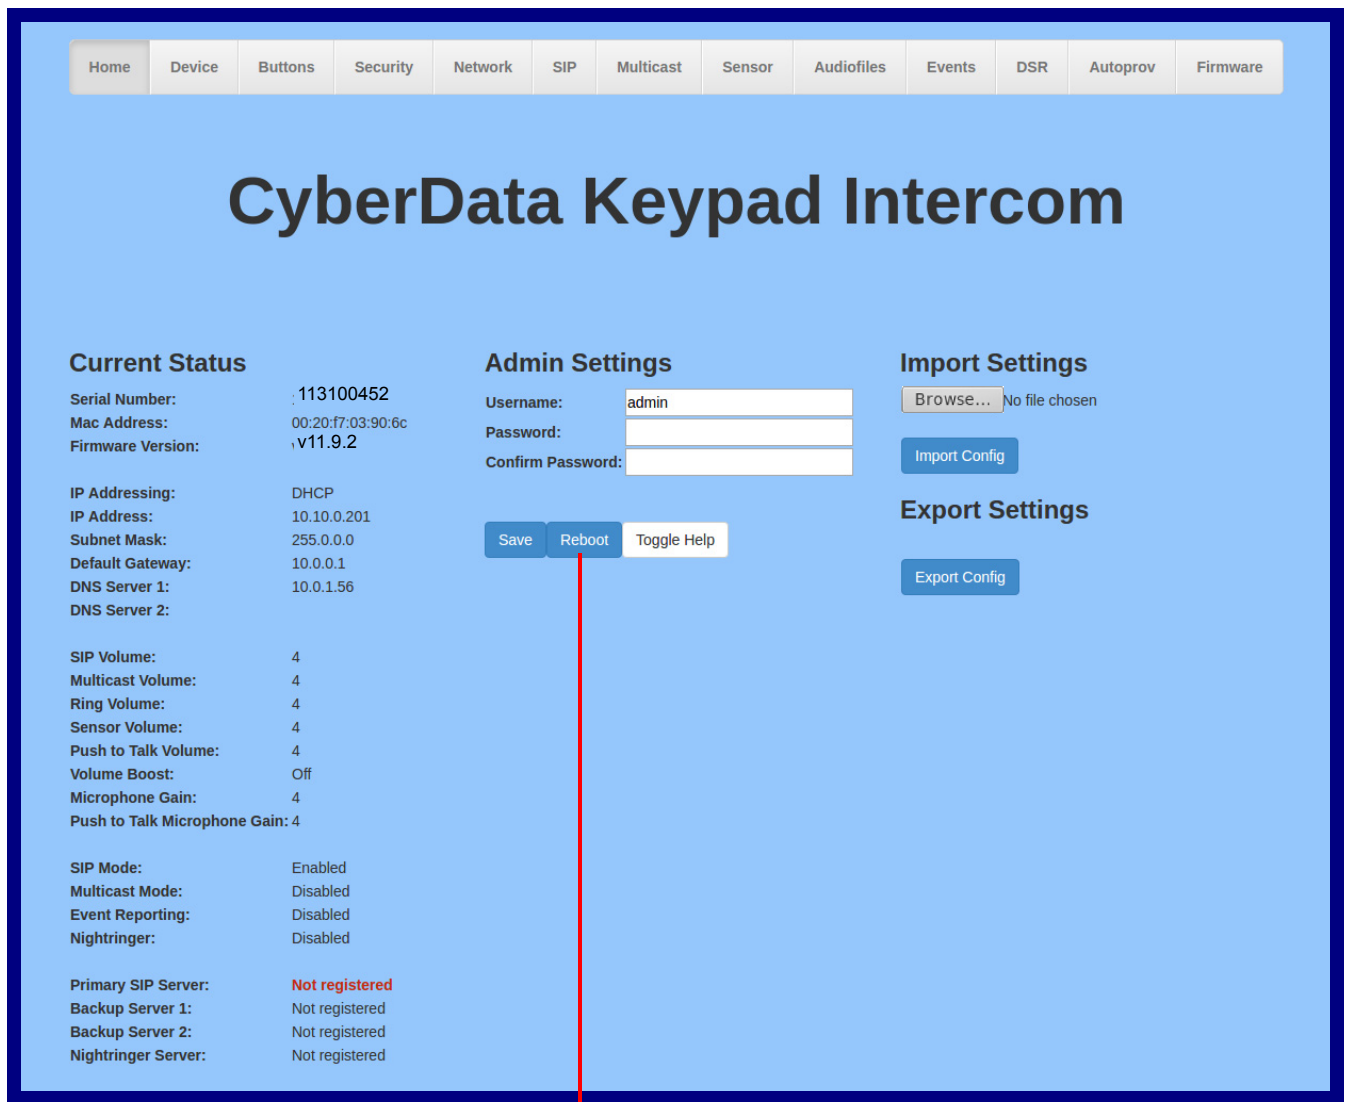 Home Device Buttons Security Network SIP Multicast Sensor Audiofiles Events DSR Autoprov Firmware
CyberData Keypad Intercom
Current Status
Serial Number: 113100452
Mac Address: 00:20:f7:03:90:6c
Firmware Version: v11.9.2
IP Addressing: DHCP
IP Address: 10.10.0.201
Subnet Mask: 255.0.0.0
Default Gateway: 10.0.0.1
DNS Server 1: 10.0.1.56
DNS Server 2:
SIP Volume: 4
Multicast Volume: 4
Ring Volume: 4
Sensor Volume: 4
Push to Talk Volume: 4
Volume Boost: Off
Microphone Gain: 4
Push to Talk Microphone Gain: 4
SIP Mode: Enabled
Multicast Mode: Disabled
Event Reporting: Disabled
Nightringer: Disabled
Primary SIP Server: Not registered
Backup Server 1: Not registered
Backup Server 2: Not registered
Nightringer Server: Not registered
Admin Settings
Username: admin
Password:
Confirm Password:
Save Reboot Toggle Help
Import Settings
Browse... No file chosen
Import Config
Export Settings
Export Config